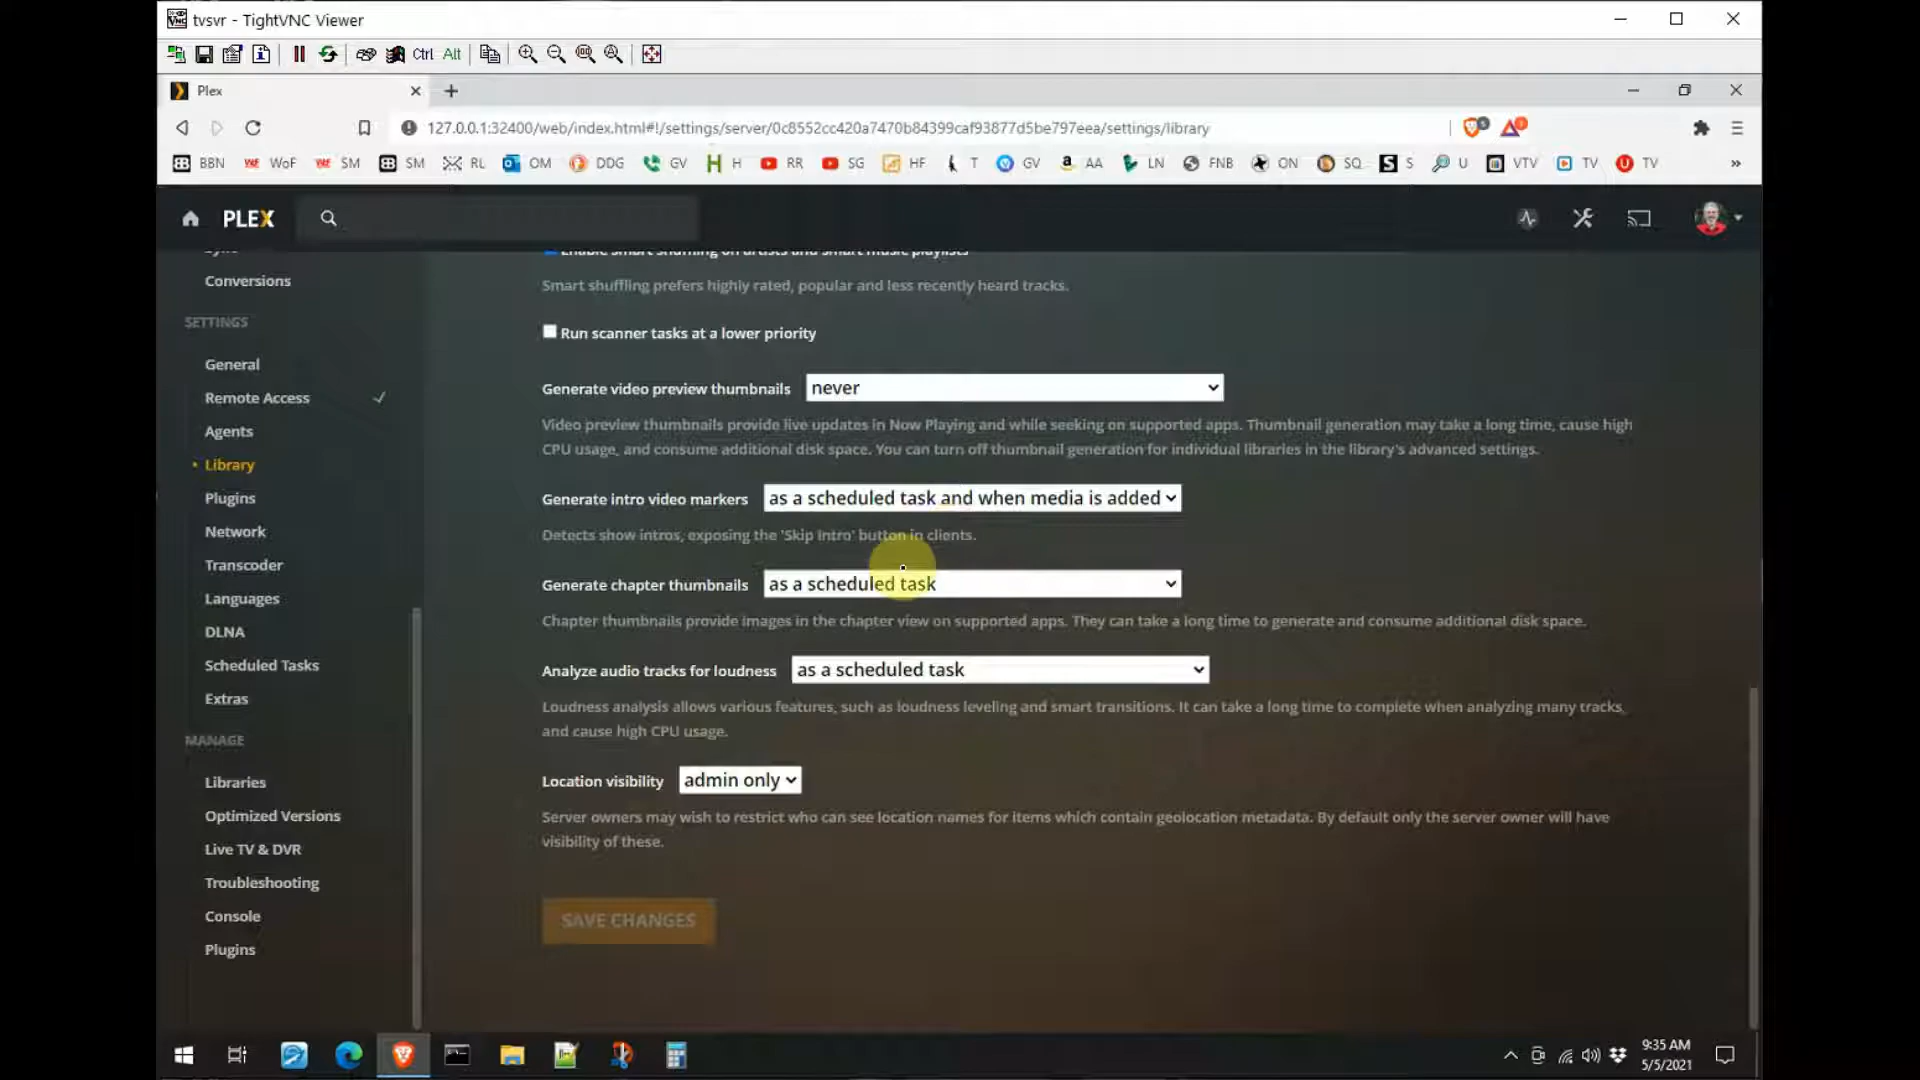 tvsvr - TightVNC Viewer
Ctrl Alt
Plex
127.0.0.1:32400/web/index.html#!/settings/server/0c8552cc420a7470b84399caf93877d5be797eea/settings/library
BBN WoF SM SM RL OM DDG GV H RR SG HF T GV AA LN FNB ON SQ S U VTV TV TV
PLEX
Enable smart shuffling on artists and smart music playlists
Smart shuffling prefers highly rated, popular and less recently heard tracks.
Run scanner tasks at a lower priority
Generate video preview thumbnails never
Video preview thumbnails provide live updates in Now Playing and while seeking on supported apps. Thumbnail generation may take a long time, cause high
CPU usage, and consume additional disk space. You can turn off thumbnail generation for individual libraries in the library's advanced settings.
Generate intro video markers as a scheduled task and when media is added
Detects show intros, exposing the 'Skip Intro' button in clients.
Generate chapter thumbnails as a scheduled task
Chapter thumbnails provide images in the chapter view on supported apps. They can take a long time to generate and consume additional disk space.
Analyze audio tracks for loudness as a scheduled task
Loudness analysis allows various features, such as loudness leveling and smart transitions. It can take a long time to complete when analyzing many tracks,
and cause high CPU usage.
Location visibility admin only
Server owners may wish to restrict who can see location names for items which contain geolocation metadata. By default only the server owner will have
visibility of these.
SAVE CHANGES
Sync
Conversions
SETTINGS
General
Remote Access
Agents
Library
Plugins
Network
Transcoder
Languages
DLNA
Scheduled Tasks
Extras
MANAGE
Libraries
Optimized Versions
Live TV & DVR
Troubleshooting
Console
Plugins
9:35 AM
5/5/2021